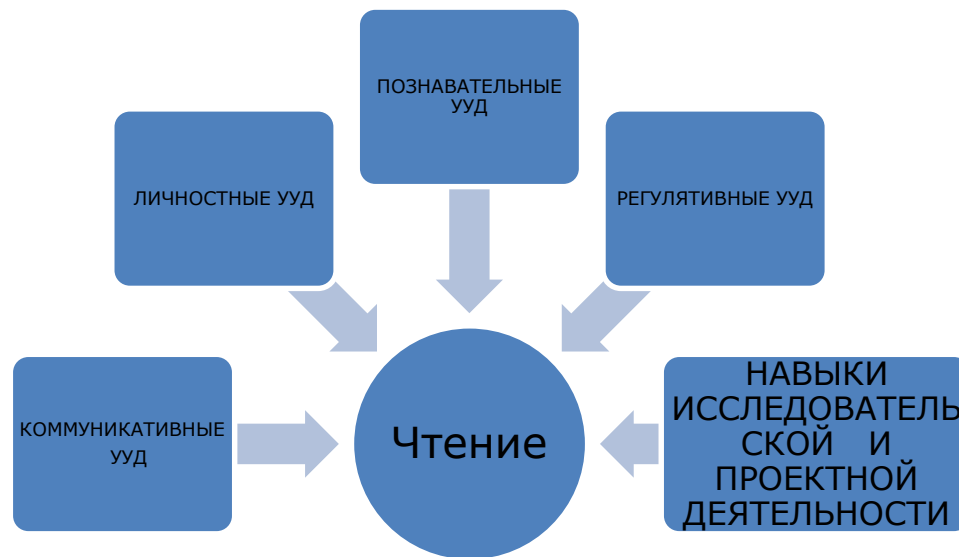 ПОЗНАВАТЕЛЬНЫЕ
УУД
ЛИЧНОСТНЫЕ УУД
РЕГУЛЯТИВНЫЕ УУД
КОММУНИКАТИВНЫЕ
УУД
Чтение
НАВЫКИ
ИССЛЕДОВАТЕЛЬ
СКОЙ И
ПРОЕКТНОЙ
ДЕЯТЕЛЬНОСТИ